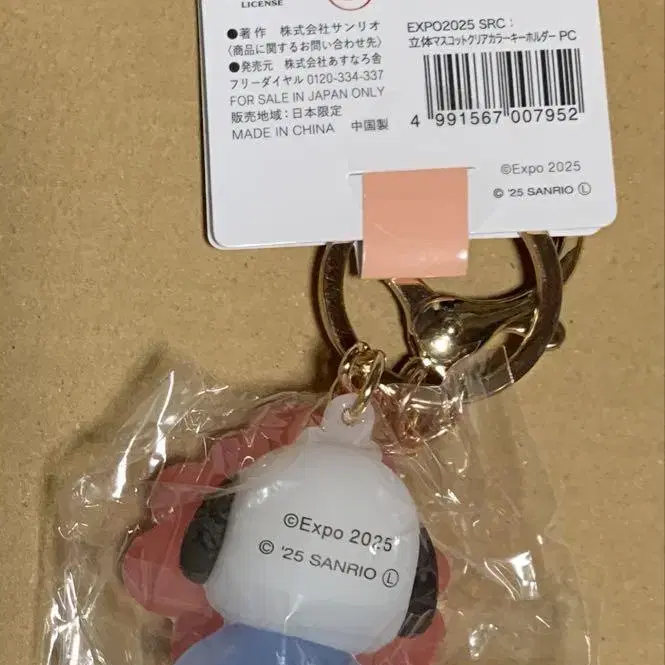 LICENSE
●著作 株式会社サンリオ
〈商品に関するお問い合わせ先〉
●発売元 株式会社あすなろ舎
フリーダイヤル 0120-334-337
FOR SALE IN JAPAN ONLY
販売地域：日本限定
MADE IN CHINA 中国製
EXPO2025 SRC：
立体マスコットクリアカラーキーホルダー PC
4 991567 007952
©Expo 2025
© '25 SANRIO Ⓛ
©Expo 2025
© '25 SANRIO Ⓛ